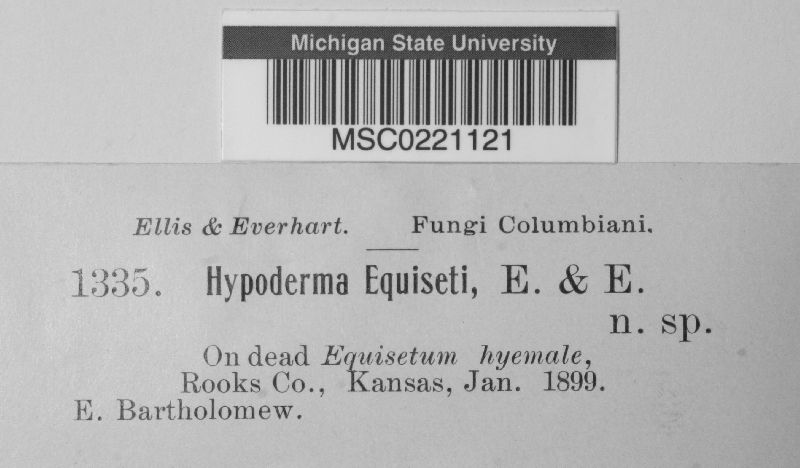 Michigan State University
MSC0221121
Ellis & Everhart. Fungi Columbiani.
1335. Hypoderma Equiseti, E. & E.
n. sp.
On dead Equisetum hyemale,
Rooks Co., Kansas, Jan. 1899.
E. Bartholomew.